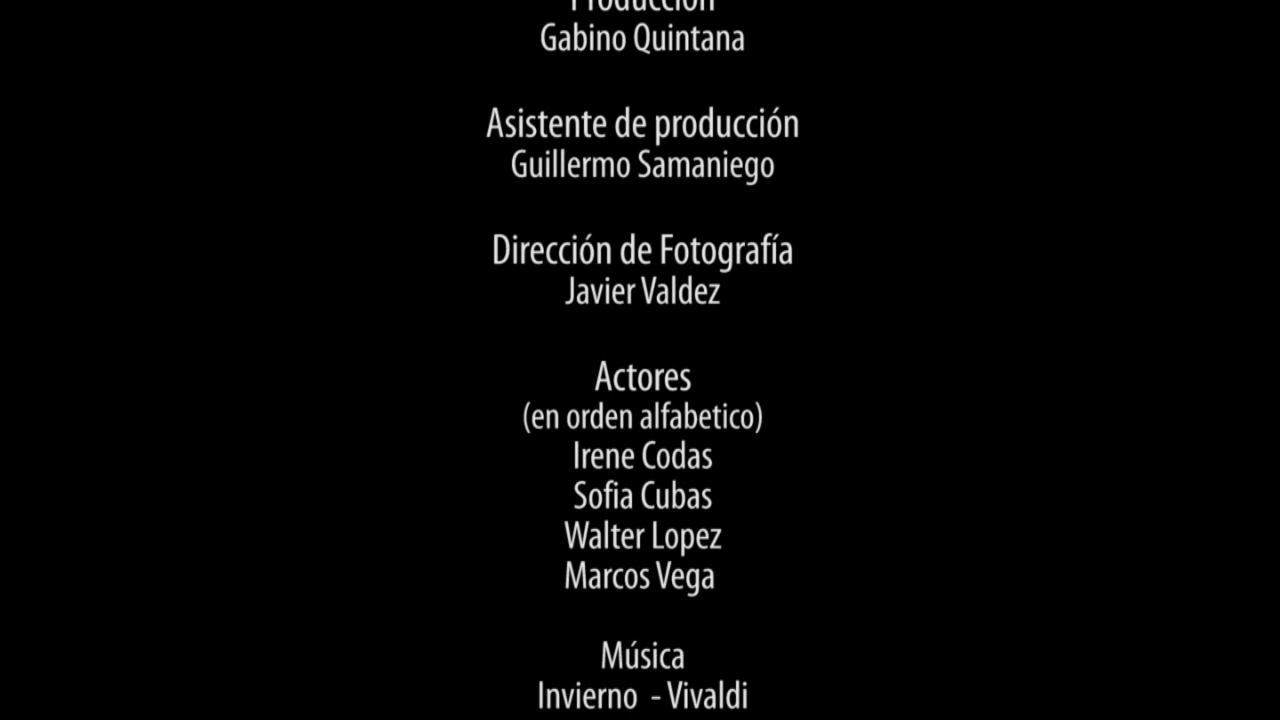 Producción
Gabino Quintana
Asistente de producción
Guillermo Samaniego
Dirección de Fotografía
Javier Valdez
Actores
(en orden alfabetico)
Irene Codas
Sofia Cubas
Walter Lopez
Marcos Vega
Música
Invierno - Vivaldi